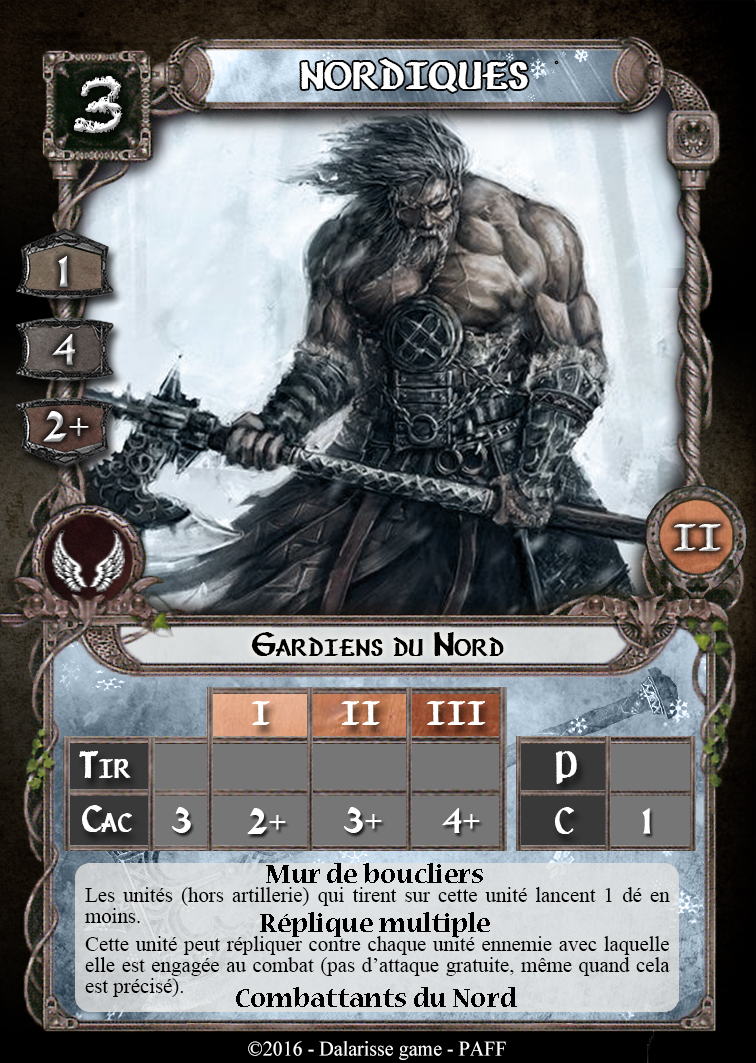 3
NORDIQUES
1
4
2+
II
GARDIENS DU NORD
I II III
TIR P
CAC 3 2+ 3+ 4+ C 1
Mur de boucliers
Les unités (hors artillerie) qui tirent sur cette unité lancent 1 dé en
moins.
Réplique multiple
Cette unité peut répliquer contre chaque unité ennemie avec laquelle
elle est engagée au combat (pas d'attaque gratuite, même quand cela
est précisé).
Combattants du Nord
©2016 - Dalarisse game - PAFF